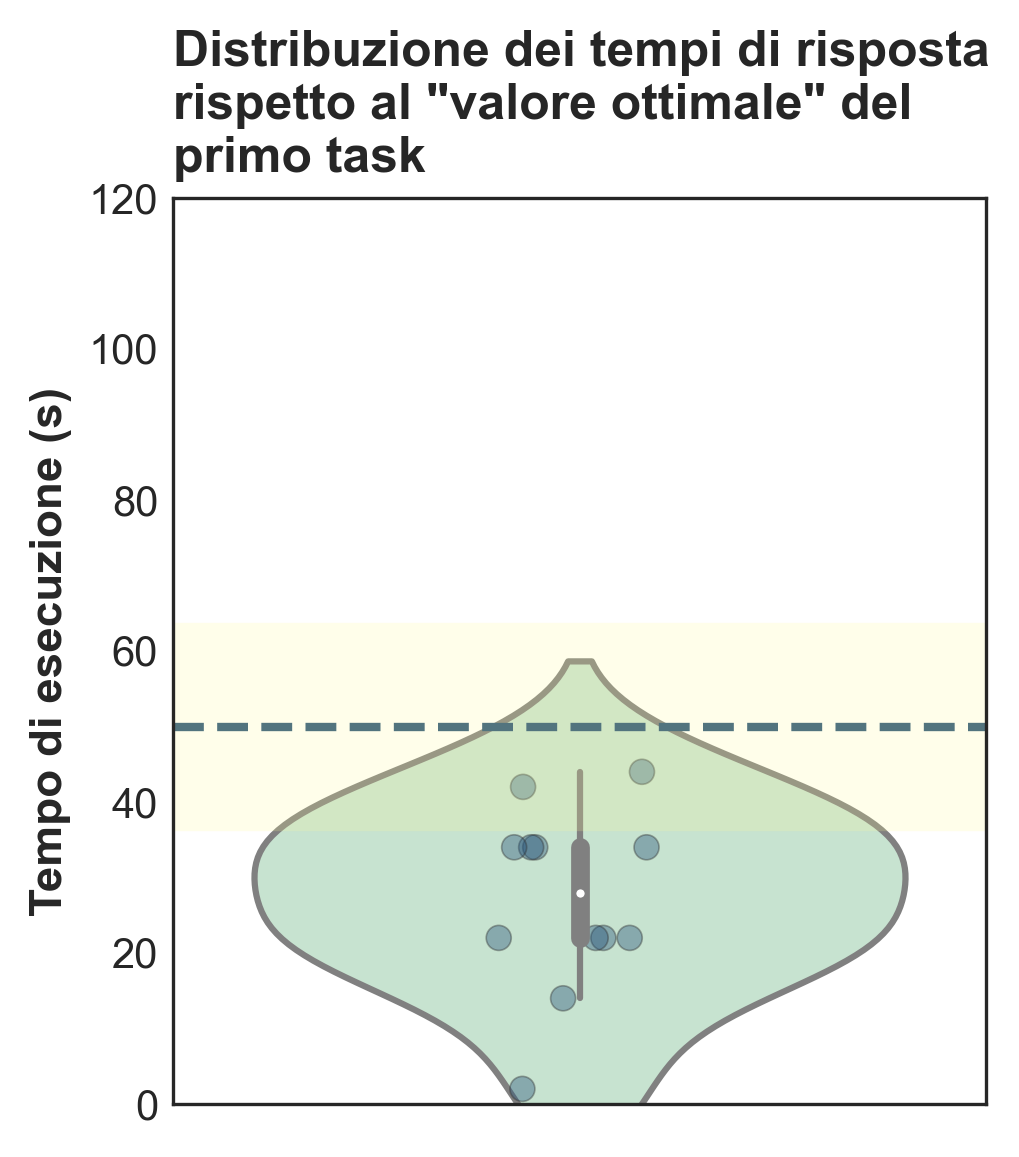 Distribuzione dei tempi di risposta
rispetto al "valore ottimale" del
primo task
120
100
80
60
40
20
0
Tempo di esecuzione (s)